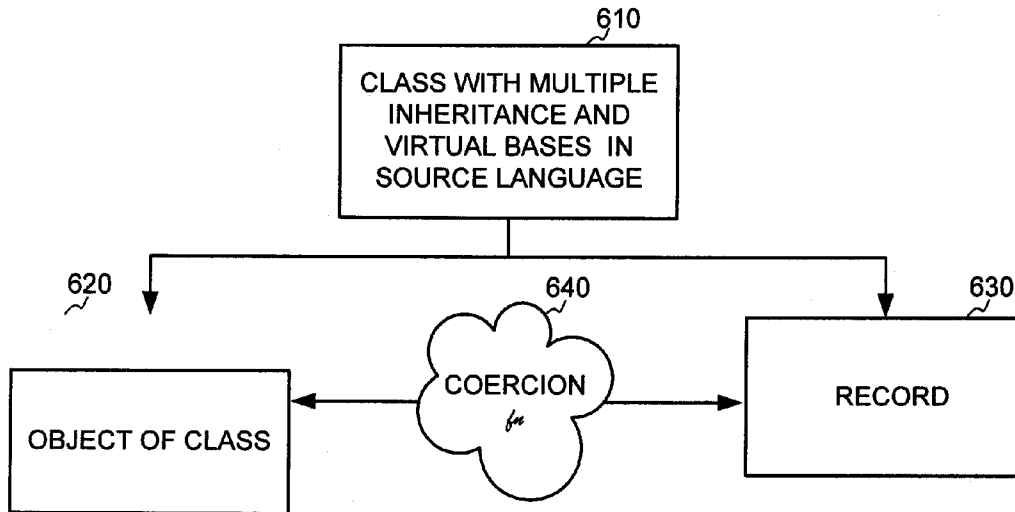 610
CLASS WITH MULTIPLE
INHERITANCE AND
VIRTUAL BASES IN
SOURCE LANGUAGE
620
640
630
COERCION
fn
RECORD
OBJECT OF CLASS